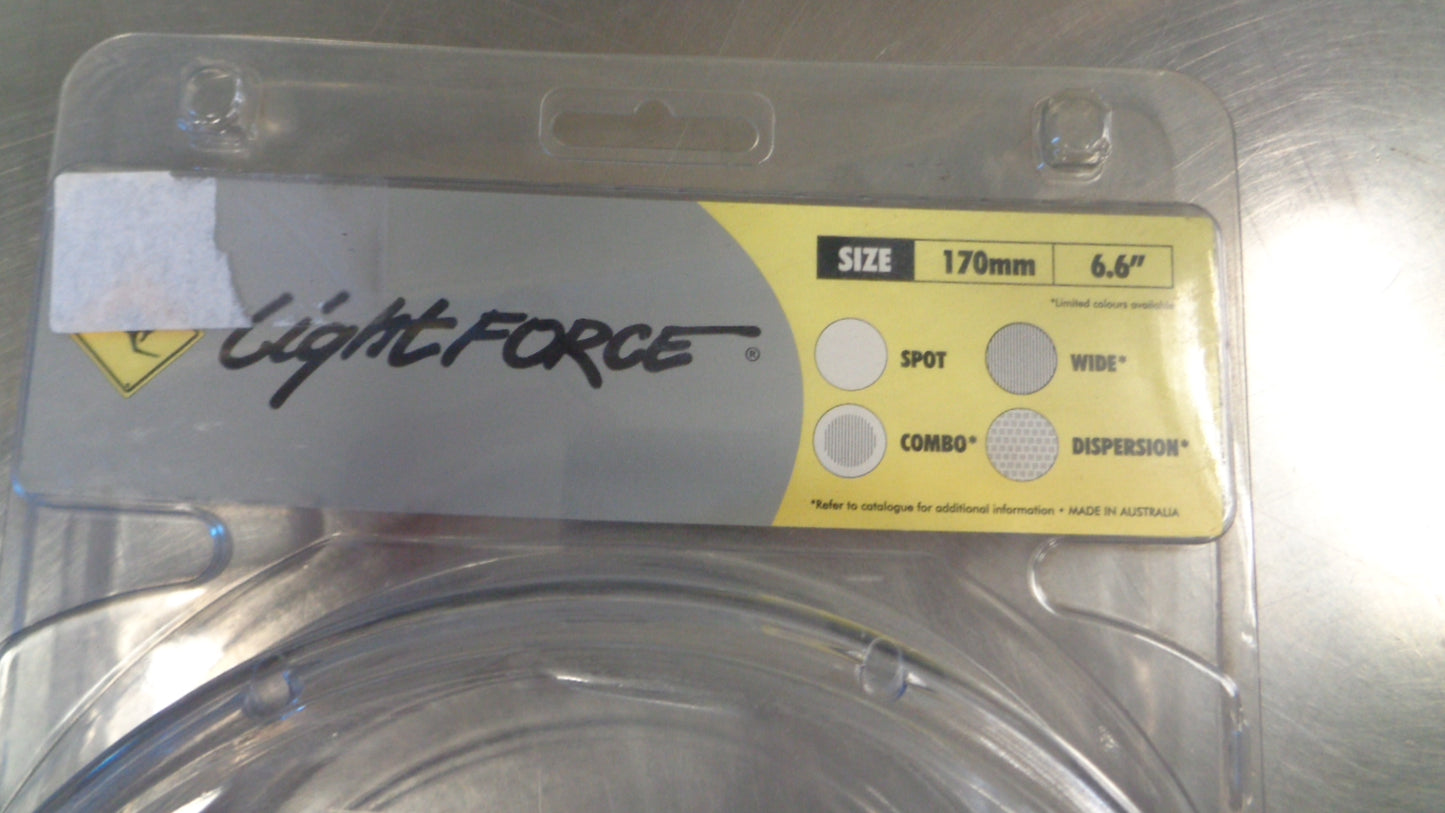 LightFORCE ®
SIZE 170mm 6.6"
*Limited colours available
SPOT WIDE*
COMBO* DISPERSION*
*Refer to catalogue for additional information • MADE IN AUSTRALIA